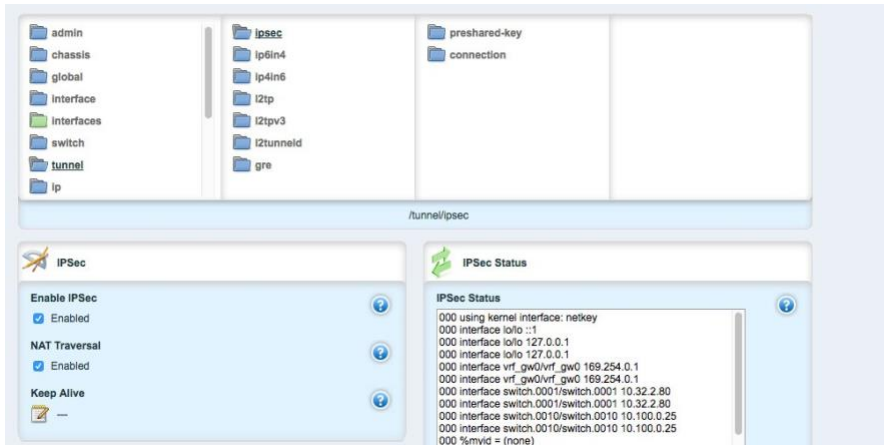 admin
chassis
global
interface
interfaces
switch
tunnel
ip
ipsec
ip6in4
ip4in6
l2tp
l2tpv3
l2tunneld
gre
preshared-key
connection
/tunnel/ipsec
IPSec
Enable IPSec
Enabled
NAT Traversal
Enabled
Keep Alive
—
IPSec Status
IPSec Status
000 using kernel interface: netkey
000 interface lo/lo ::1
000 interface lo/lo 127.0.0.1
000 interface lo/lo 127.0.0.1
000 interface vrf_gw0/vrf_gw0 169.254.0.1
000 interface vrf_gw0/vrf_gw0 169.254.0.1
000 interface switch.0001/switch.0001 10.32.2.80
000 interface switch.0001/switch.0001 10.32.2.80
000 interface switch.0010/switch.0010 10.100.0.25
000 interface switch.0010/switch.0010 10.100.0.25
000 %myid = (none)